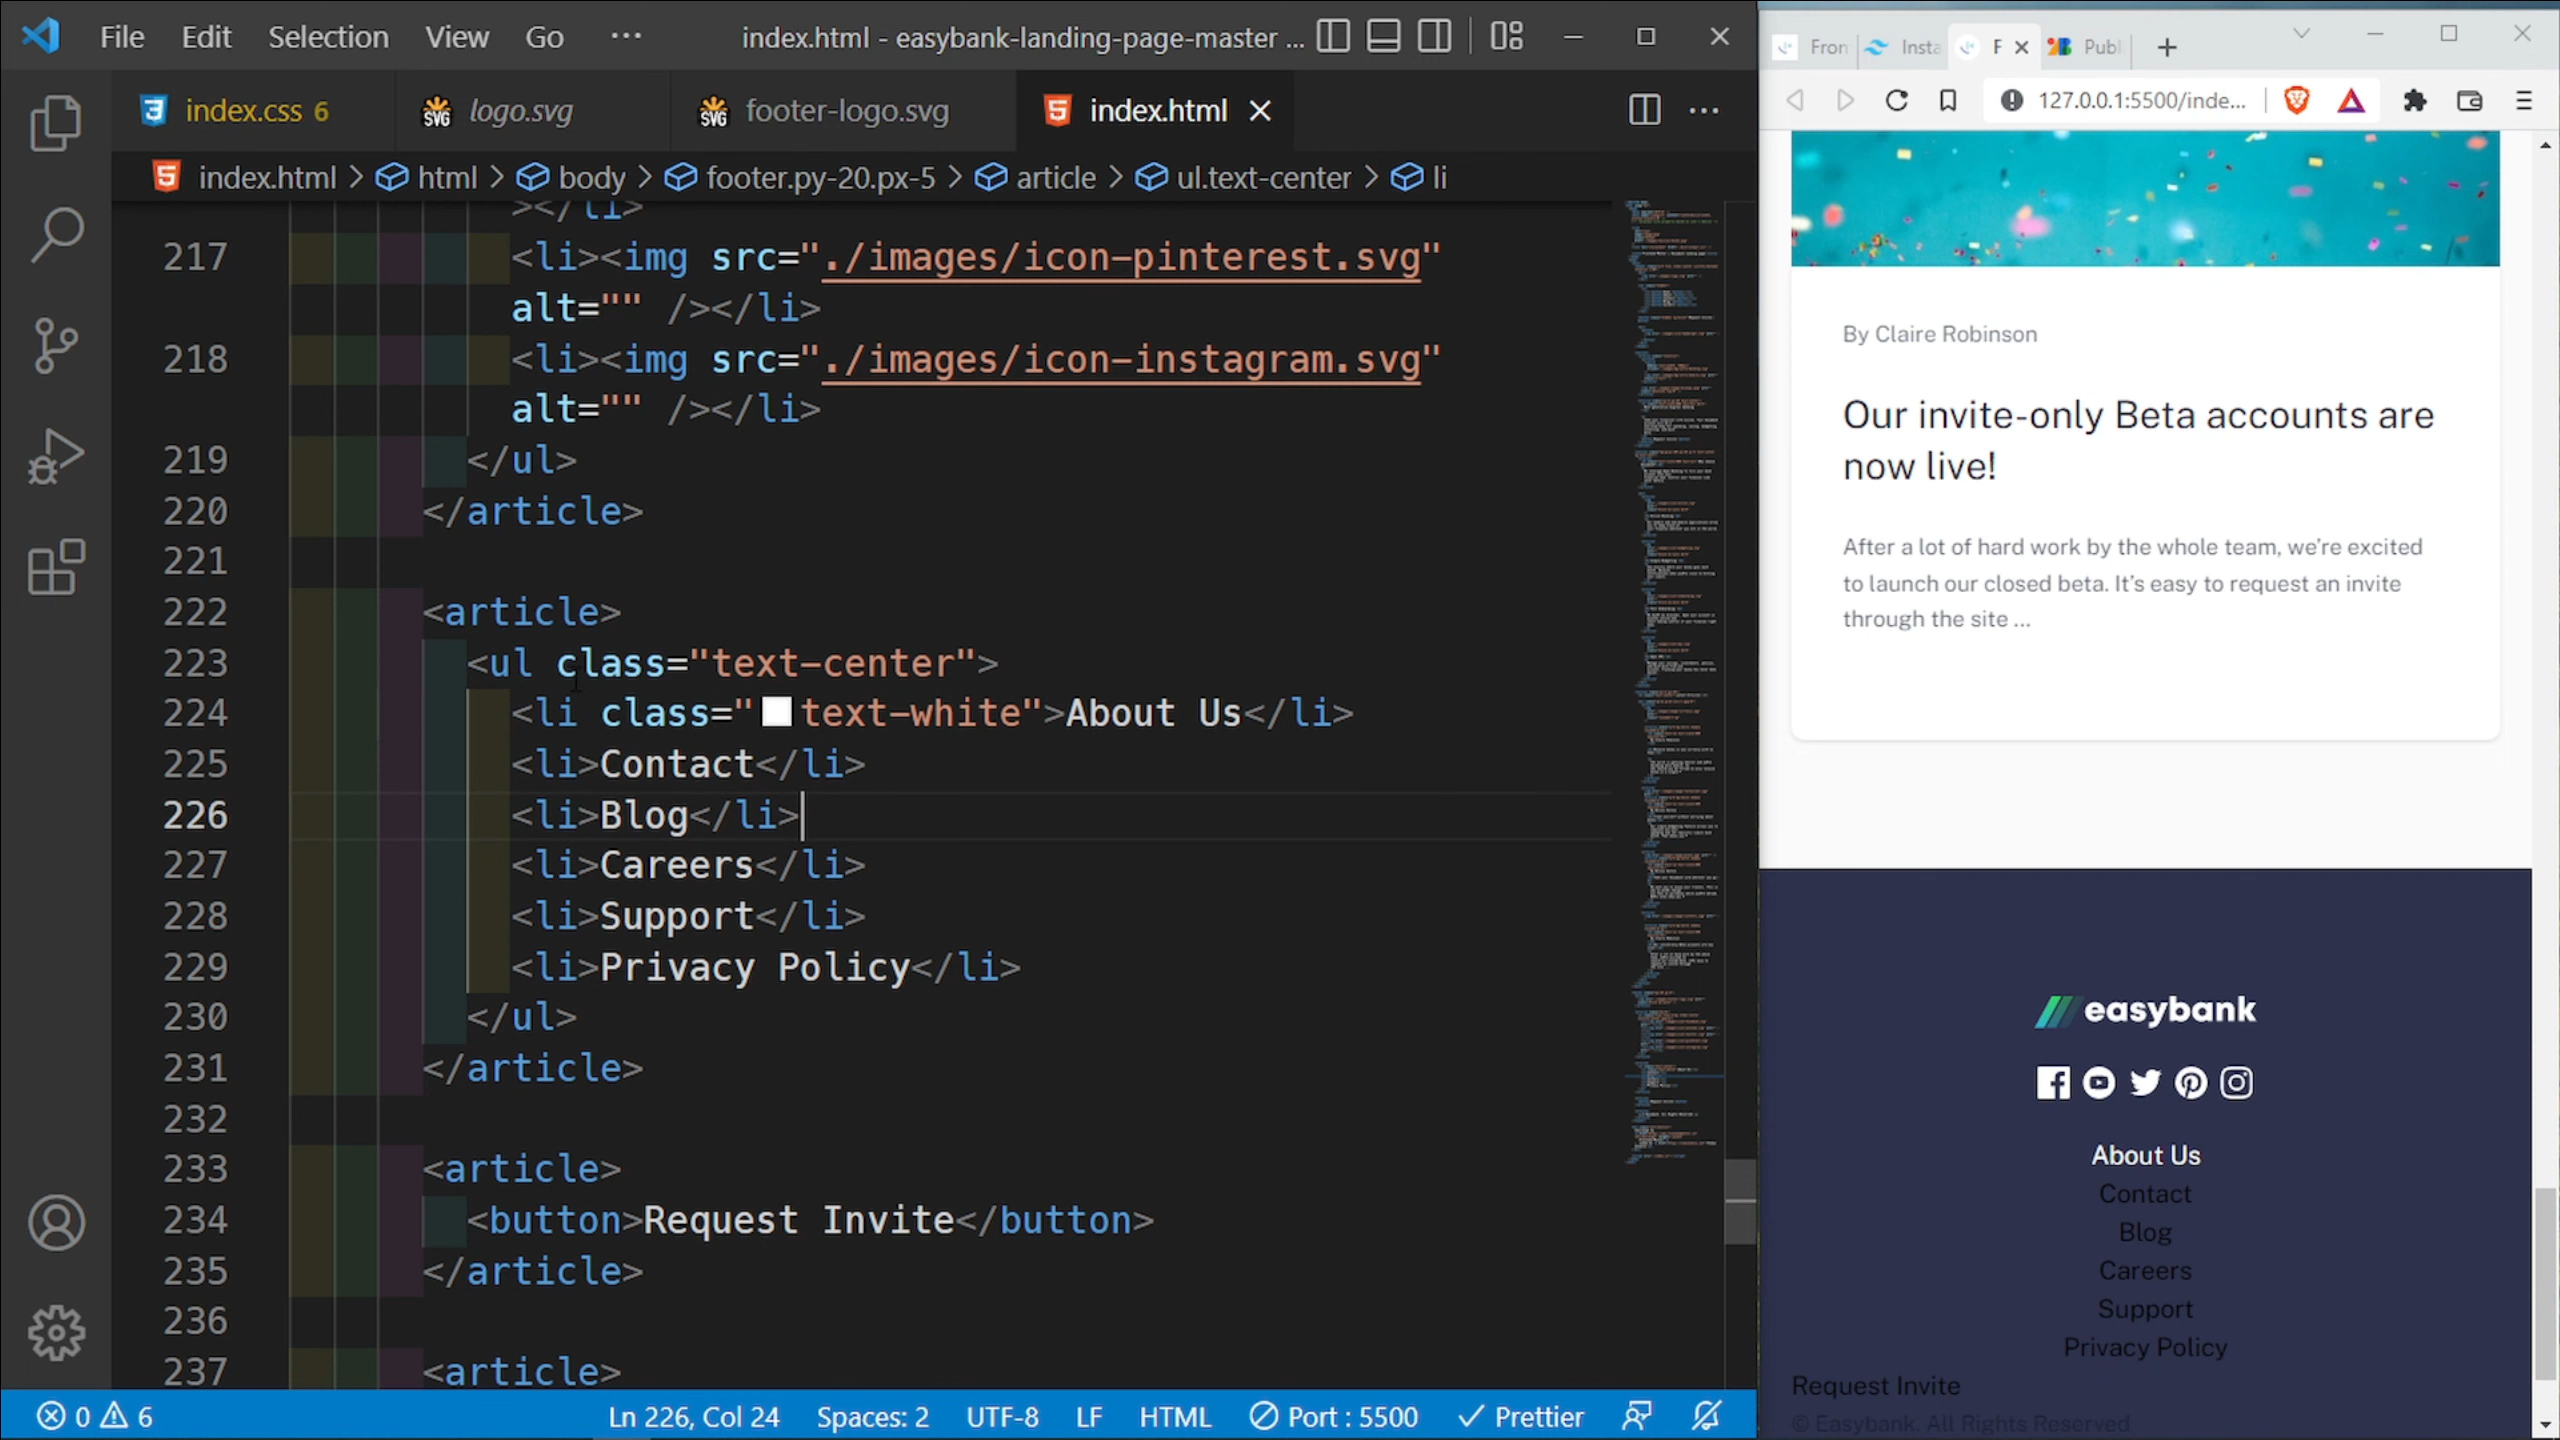 File Edit Selection View Go ··· index.html - easybank-landing-page-master ...
index.css 6 logo.svg footer-logo.svg index.html
index.html > html > body > footer.py-20.px-5 > article > ul.text-center > li
></li>
217 <li><img src="./images/icon-pinterest.svg"
alt="" /></li>
218 <li><img src="./images/icon-instagram.svg"
alt="" /></li>
219 </ul>
220 </article>
221
222 <article>
223 <ul class="text-center">
224 <li class="text-white">About Us</li>
225 <li>Contact</li>
226 <li>Blog</li>
227 <li>Careers</li>
228 <li>Support</li>
229 <li>Privacy Policy</li>
230 </ul>
231 </article>
232
233 <article>
234 <button>Request Invite</button>
235 </article>
236
237 <article>
0 6 Ln 226, Col 24 Spaces: 2 UTF-8 LF HTML Port : 5500 Prettier
Fron Insta F Publ
127.0.0.1:5500/inde...
By Claire Robinson
Our invite-only Beta accounts are
now live!
After a lot of hard work by the whole team, we’re excited
to launch our closed beta. It’s easy to request an invite
through the site ...
easybank
About Us
Contact
Blog
Careers
Support
Privacy Policy
Request Invite
© Easybank. All Rights Reserved